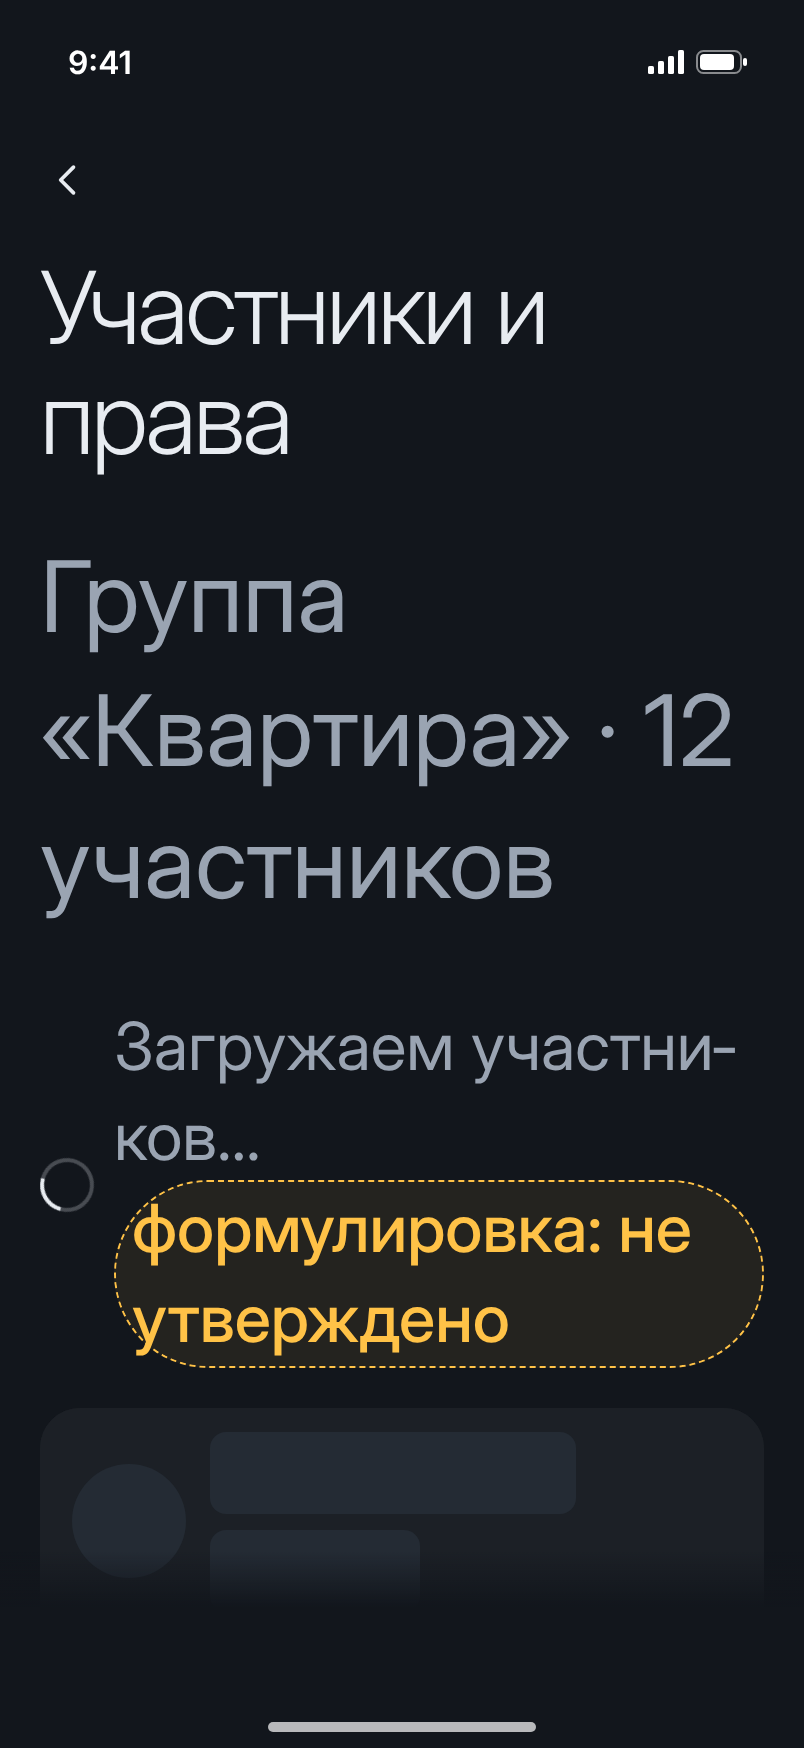 9:41
Участники и
права
Группа
«Квартира» · 12
участников
Загружаем участни-
ков…
формулировка: не
утверждено